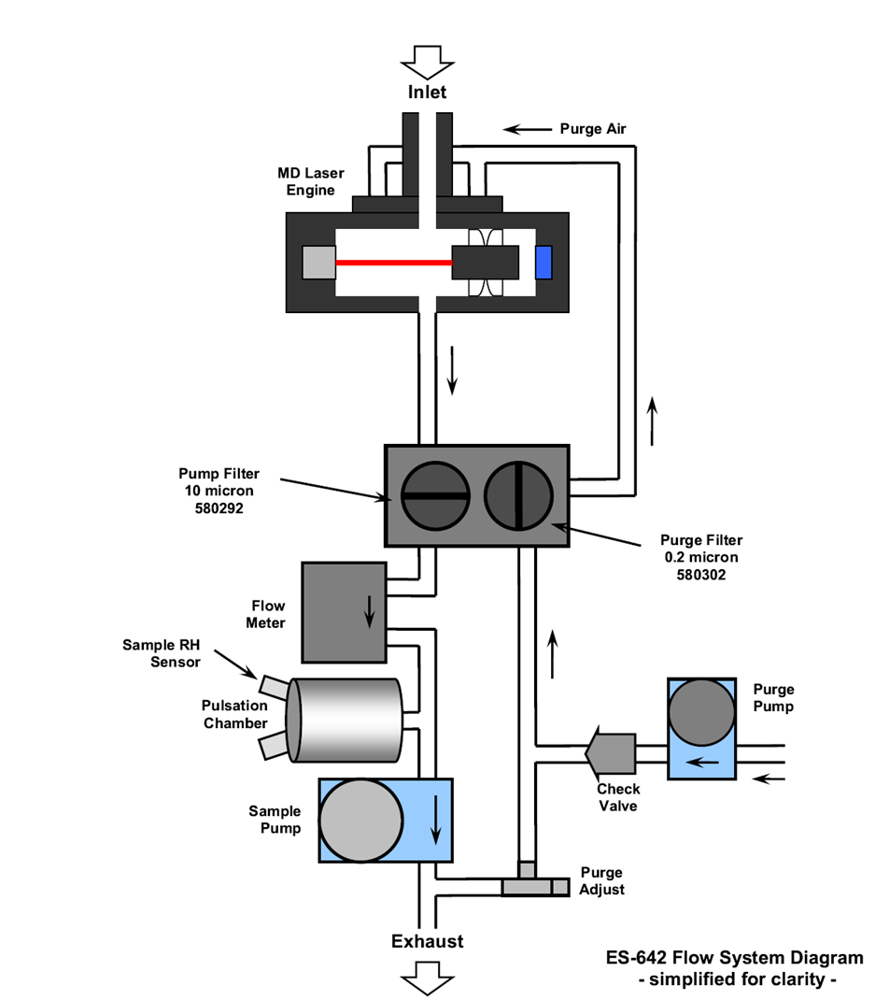 Inlet
Purge Air
MD Laser
Engine
Pump Filter
10 micron
580292
Purge Filter
0.2 micron
580302
Flow
Meter
Sample RH
Sensor
Pulsation
Chamber
Purge
Pump
Check
Valve
Sample
Pump
Purge
Adjust
Exhaust
ES-642 Flow System Diagram
- simplified for clarity -